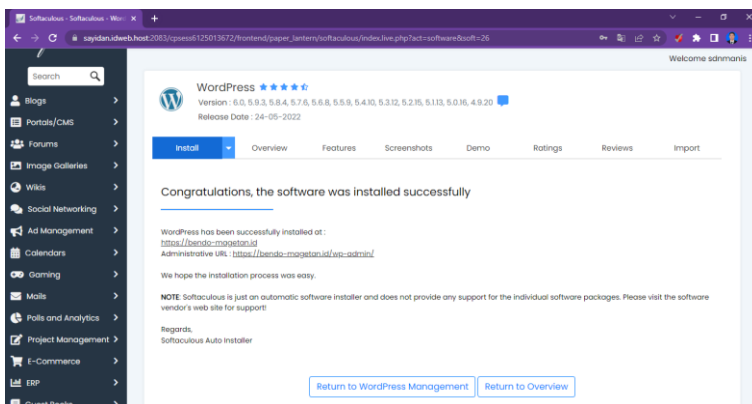 Softaculous - Softaculous - Wor
sayidan.idweb.host:2083/cpsess6125013672/frontend/paper_lantern/softaculous/index.live.php?act=software&soft=26
Welcome sdnmanis
Search
Blogs
Portals/CMS
Forums
Image Galleries
Wikis
Social Networking
Ad Management
Calendars
Gaming
Mails
Polls and Analytics
Project Management
E-Commerce
ERP
Guest Books
WordPress
Version : 6.0, 5.9.3, 5.8.4, 5.7.6, 5.6.8, 5.5.9, 5.4.10, 5.3.12, 5.2.15, 5.1.13, 5.0.16, 4.9.20
Release Date : 24-05-2022
Install Overview Features Screenshots Demo Ratings Reviews Import
Congratulations, the software was installed successfully
WordPress has been successfully installed at :
https://bendo-magetan.id
Administrative URL : https://bendo-magetan.id/wp-admin/
We hope the installation process was easy.
NOTE: Softaculous is just an automatic software installer and does not provide any support for the individual software packages. Please visit the software
vendor's web site for support!
Regards,
Softaculous Auto Installer
Return to WordPress Management Return to Overview